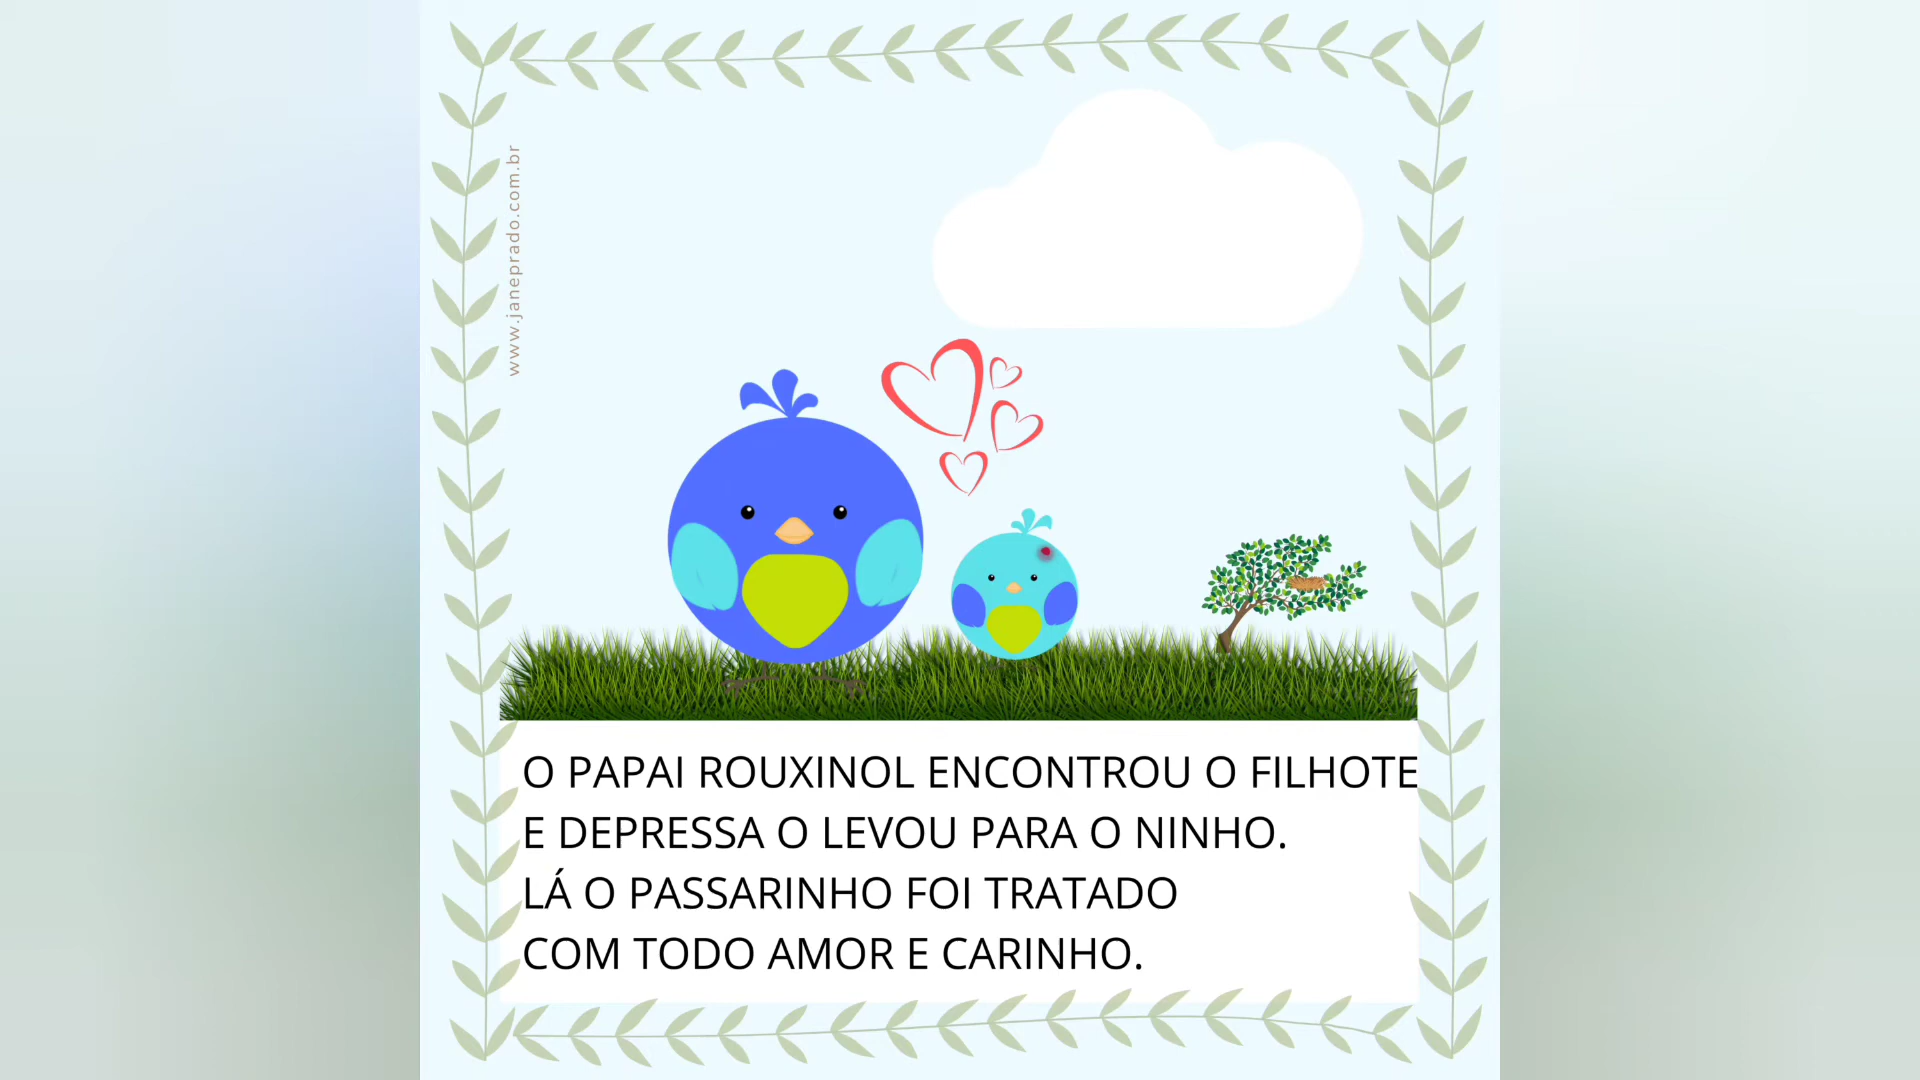 www.janeprado.com.br
O PAPAI ROUXINOL ENCONTROU O FILHOTE
E DEPRESSA O LEVOU PARA O NINHO.
LÁ O PASSARINHO FOI TRATADO
COM TODO AMOR E CARINHO.